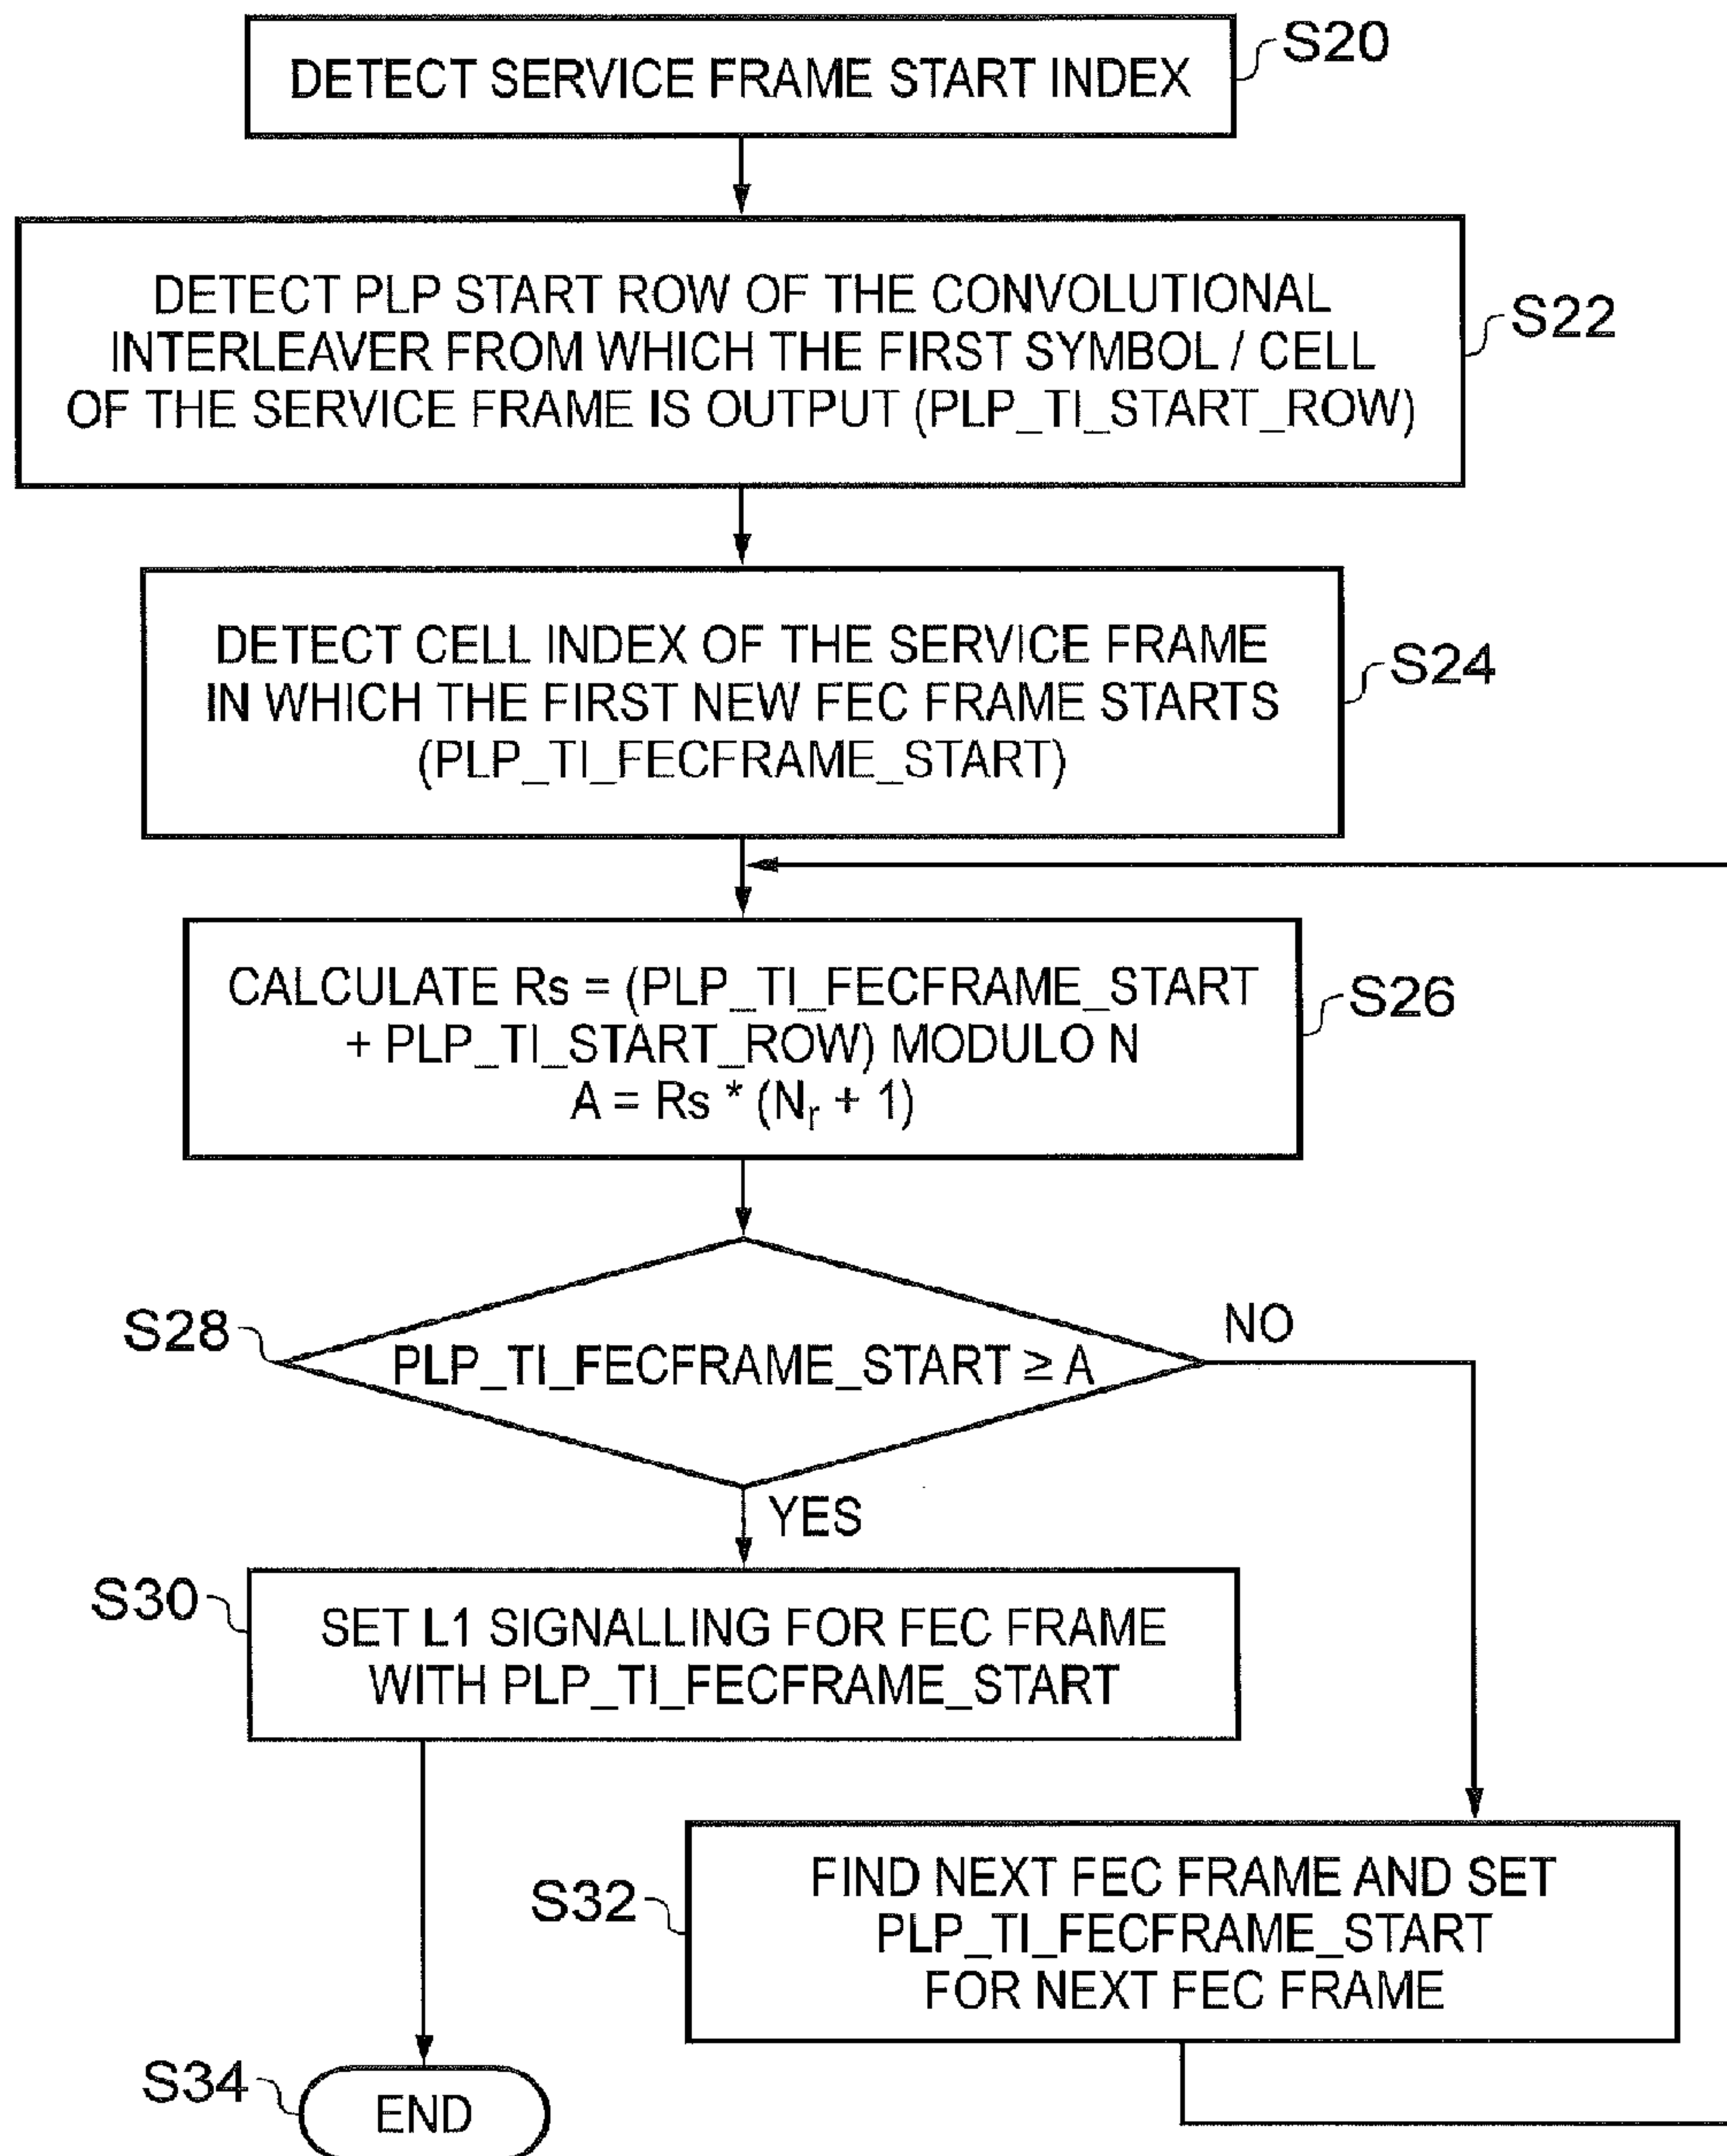 DETECT SERVICE FRAME START INDEX
S20
DETECT PLP START ROW OF THE CONVOLUTIONAL
INTERLEAVER FROM WHICH THE FIRST SYMBOL / CELL
OF THE SERVICE FRAME IS OUTPUT (PLP_TI_START_ROW)
S22
DETECT CELL INDEX OF THE SERVICE FRAME
IN WHICH THE FIRST NEW FEC FRAME STARTS
(PLP_TI_FECFRAME_START)
S24
CALCULATE Rs = (PLP_TI_FECFRAME_START
+ PLP_TI_START_ROW) MODULO N
A = Rs * (Nr + 1)
S26
S28
PLP_TI_FECFRAME_START ≥ A
NO
YES
S30
SET L1 SIGNALLING FOR FEC FRAME
WITH PLP_TI_FECFRAME_START
S32
FIND NEXT FEC FRAME AND SET
PLP_TI_FECFRAME_START
FOR NEXT FEC FRAME
S34
END